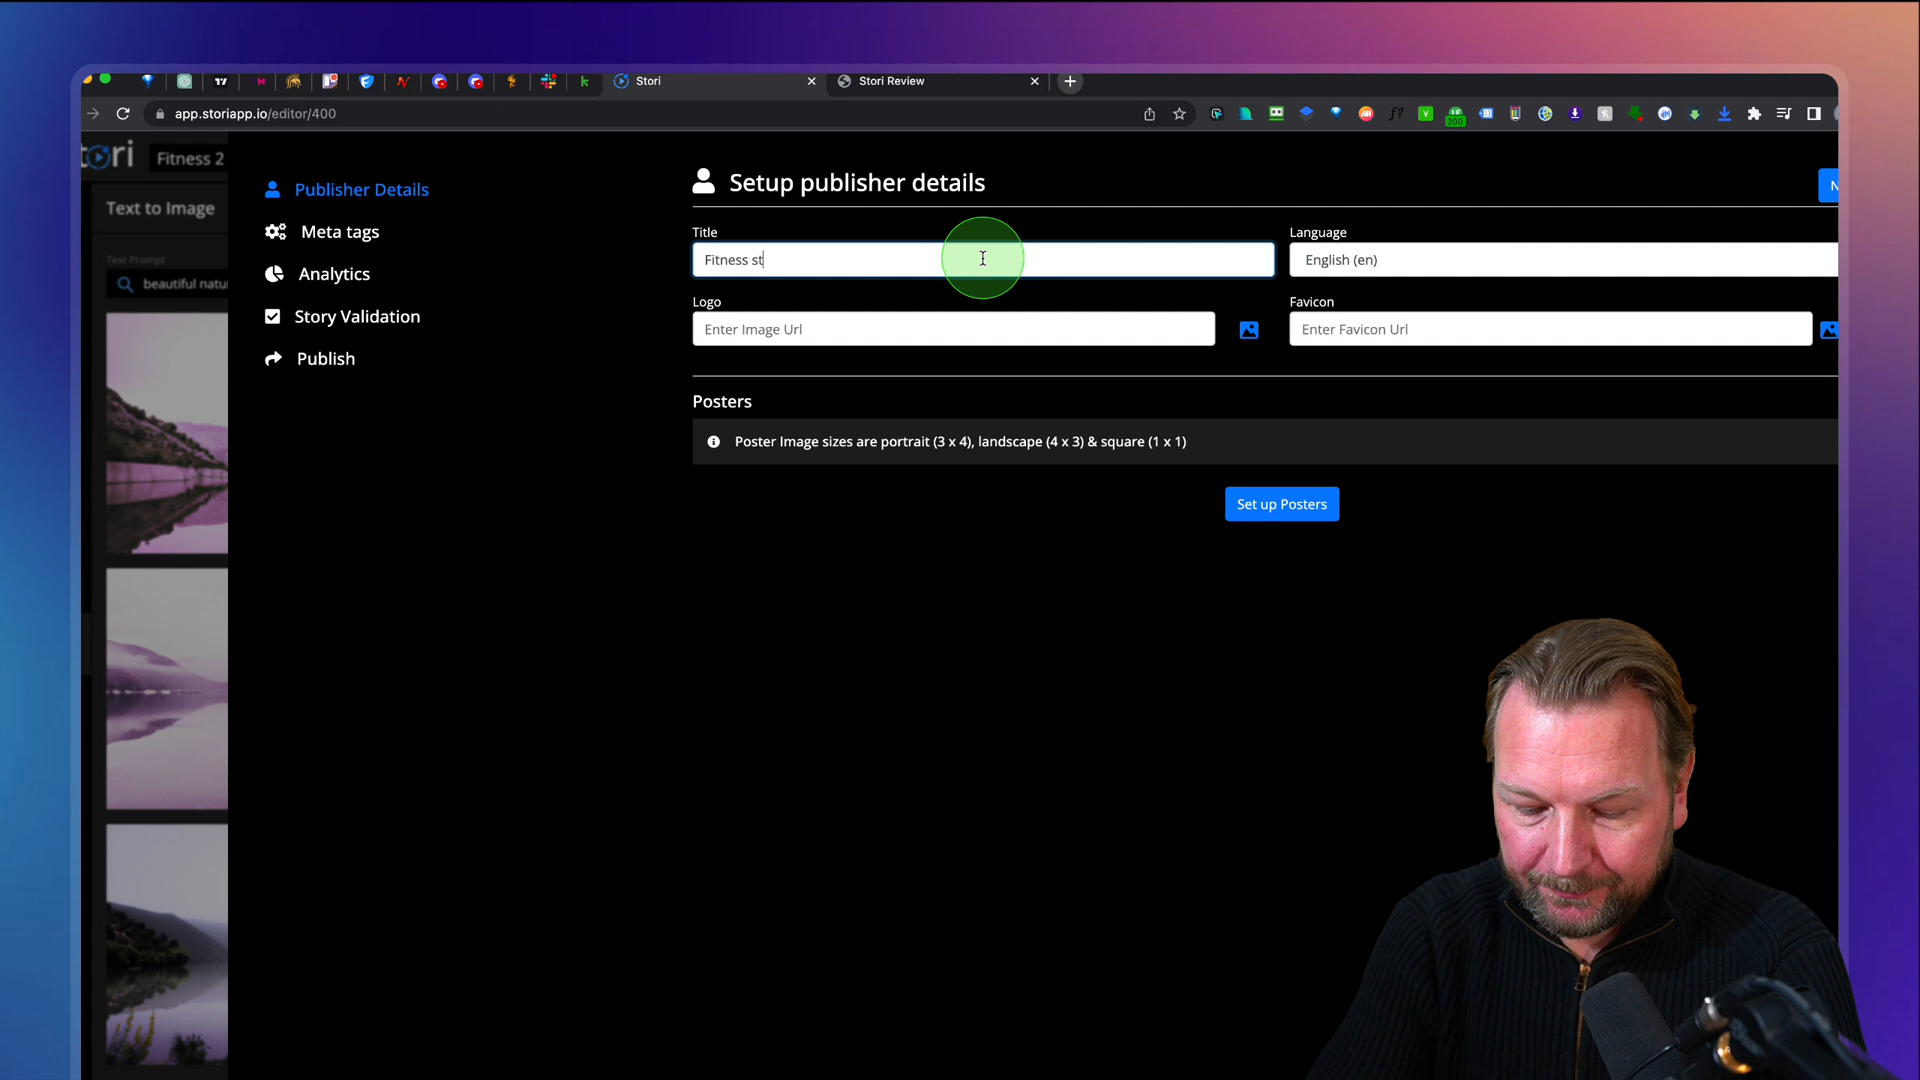 Stori
Stori Review
app.storiapp.io/editor/400
200
Fitness 2
Text to Image
Text Prompt
beautiful natu
Publisher Details
Meta tags
Analytics
Story Validation
Publish
Setup publisher details
N
Title
Fitness st
Language
English (en)
Logo
Enter Image Url
Favicon
Enter Favicon Url
Posters
Poster Image sizes are portrait (3 x 4), landscape (4 x 3) & square (1 x 1)
Set up Posters